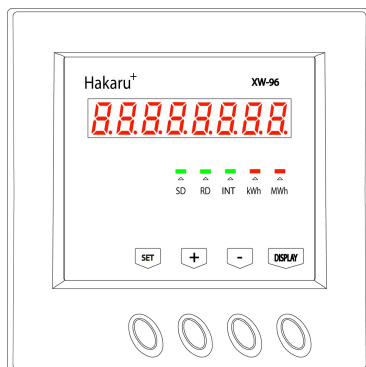 Hakaru+ XW-96
8.8.8.8.8.8.8.8.
SD RD INT kWh MWh
SET + - DISPLAY